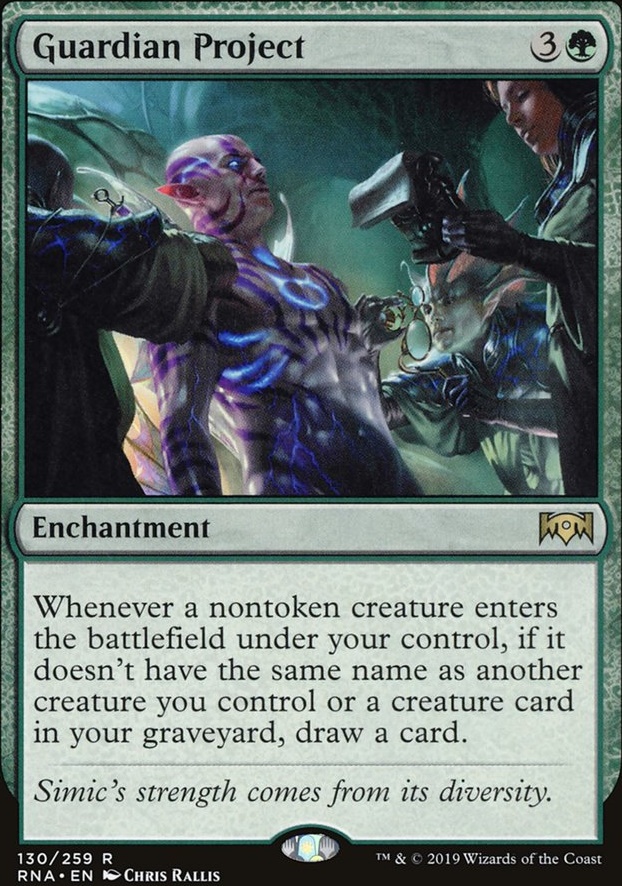 Guardian Project 3
Enchantment
Whenever a nontoken creature enters
the battlefield under your control, if it
doesn't have the same name as another
creature you control or a creature card
in your graveyard, draw a card.
Simic's strength comes from its diversity.
130/259 R
RNA • EN Chris Rallis
™ & © 2019 Wizards of the Coast